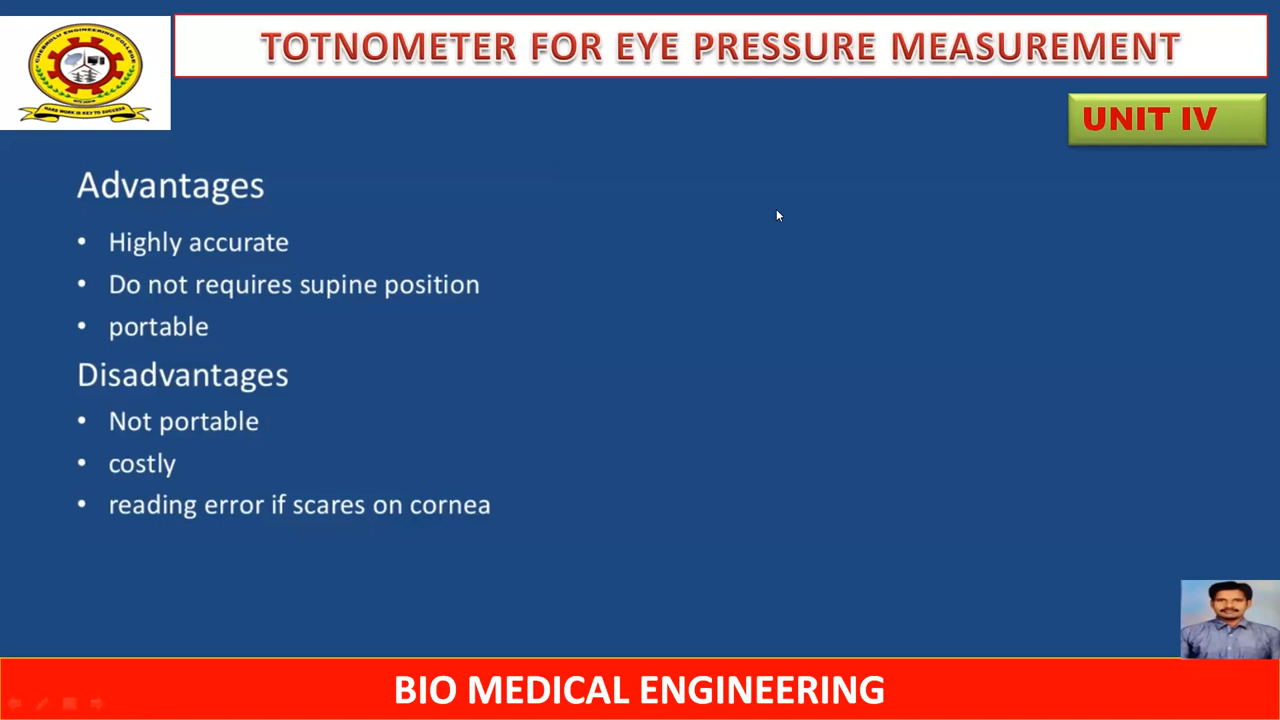 TOTNOMETER FOR EYE PRESSURE MEASUREMENT
UNIT IV
Advantages
• Highly accurate
• Do not requires supine position
• portable
Disadvantages
• Not portable
• costly
• reading error if scares on cornea
BIO MEDICAL ENGINEERING